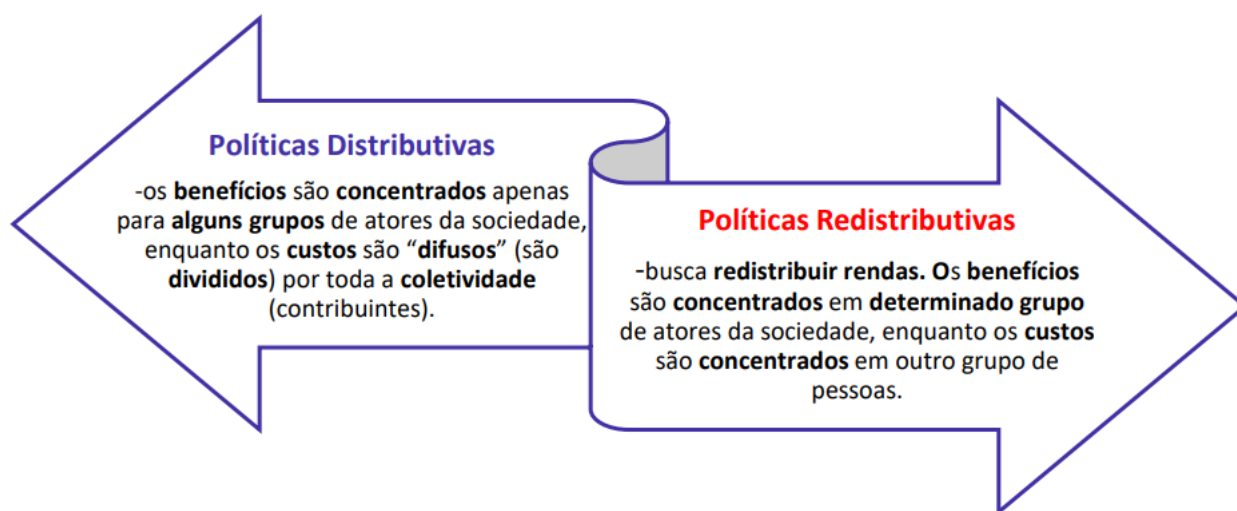 Políticas Distributivas
-os benefícios são concentrados apenas
para alguns grupos de atores da sociedade,
enquanto os custos são “difusos” (são
divididos) por toda a coletividade
(contribuintes).
Políticas Redistributivas
-busca redistribuir rendas. Os benefícios
são concentrados em determinado grupo
de atores da sociedade, enquanto os custos
são concentrados em outro grupo de
pessoas.